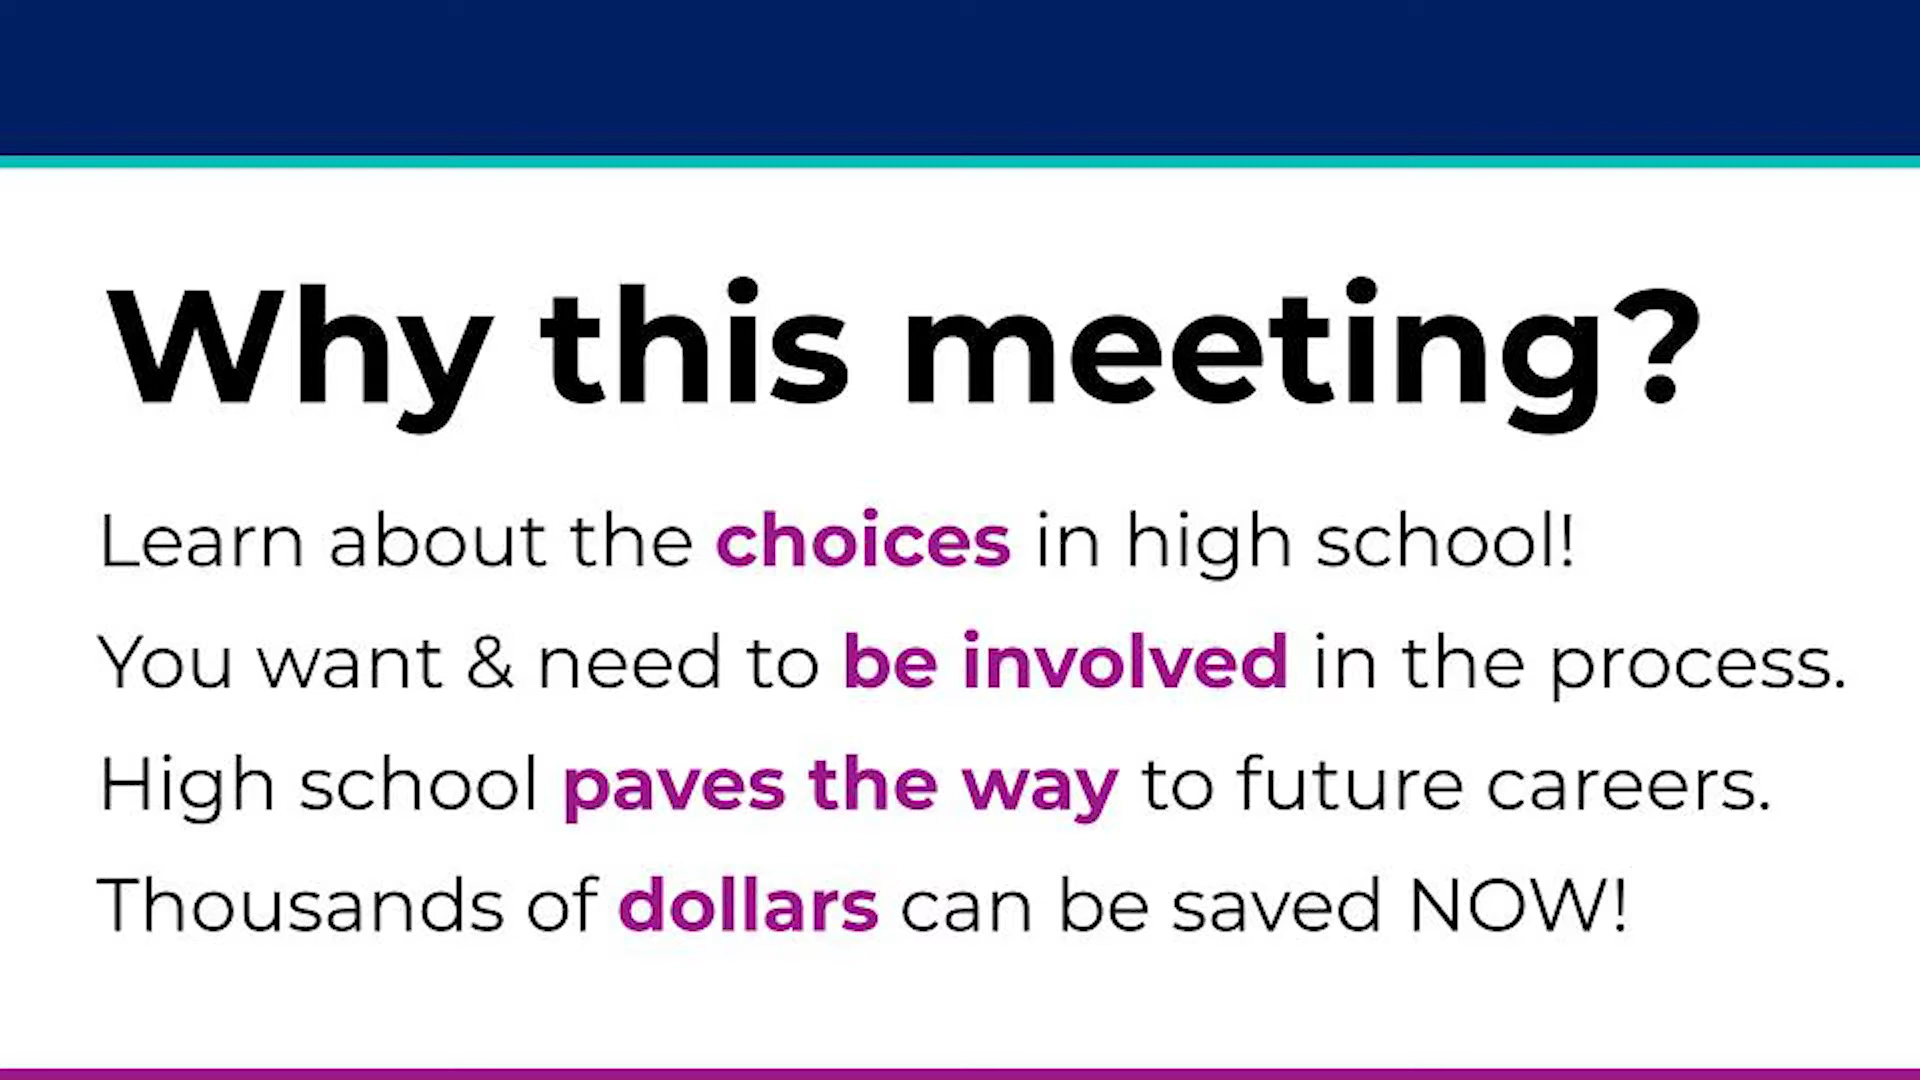 Why this meeting?
Learn about the choices in high school!
You want & need to be involved in the process.
High school paves the way to future careers.
Thousands of dollars can be saved NOW!